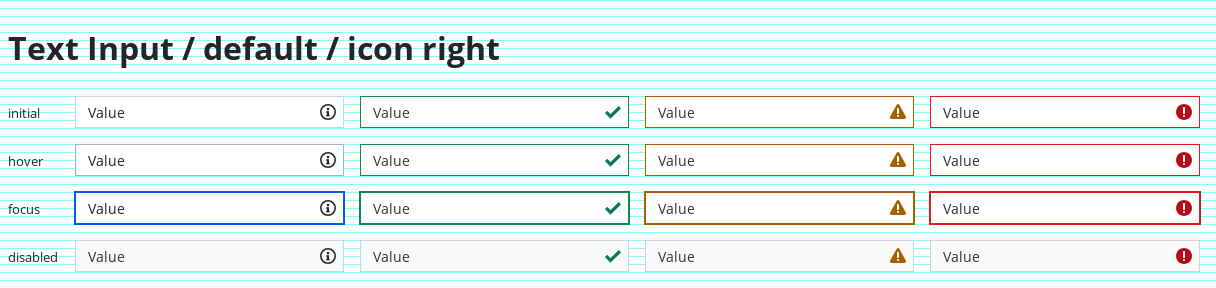 Text Input / default / icon right
initial Value Value Value Value
hover Value Value Value Value
focus Value Value Value Value
disabled Value Value Value Value